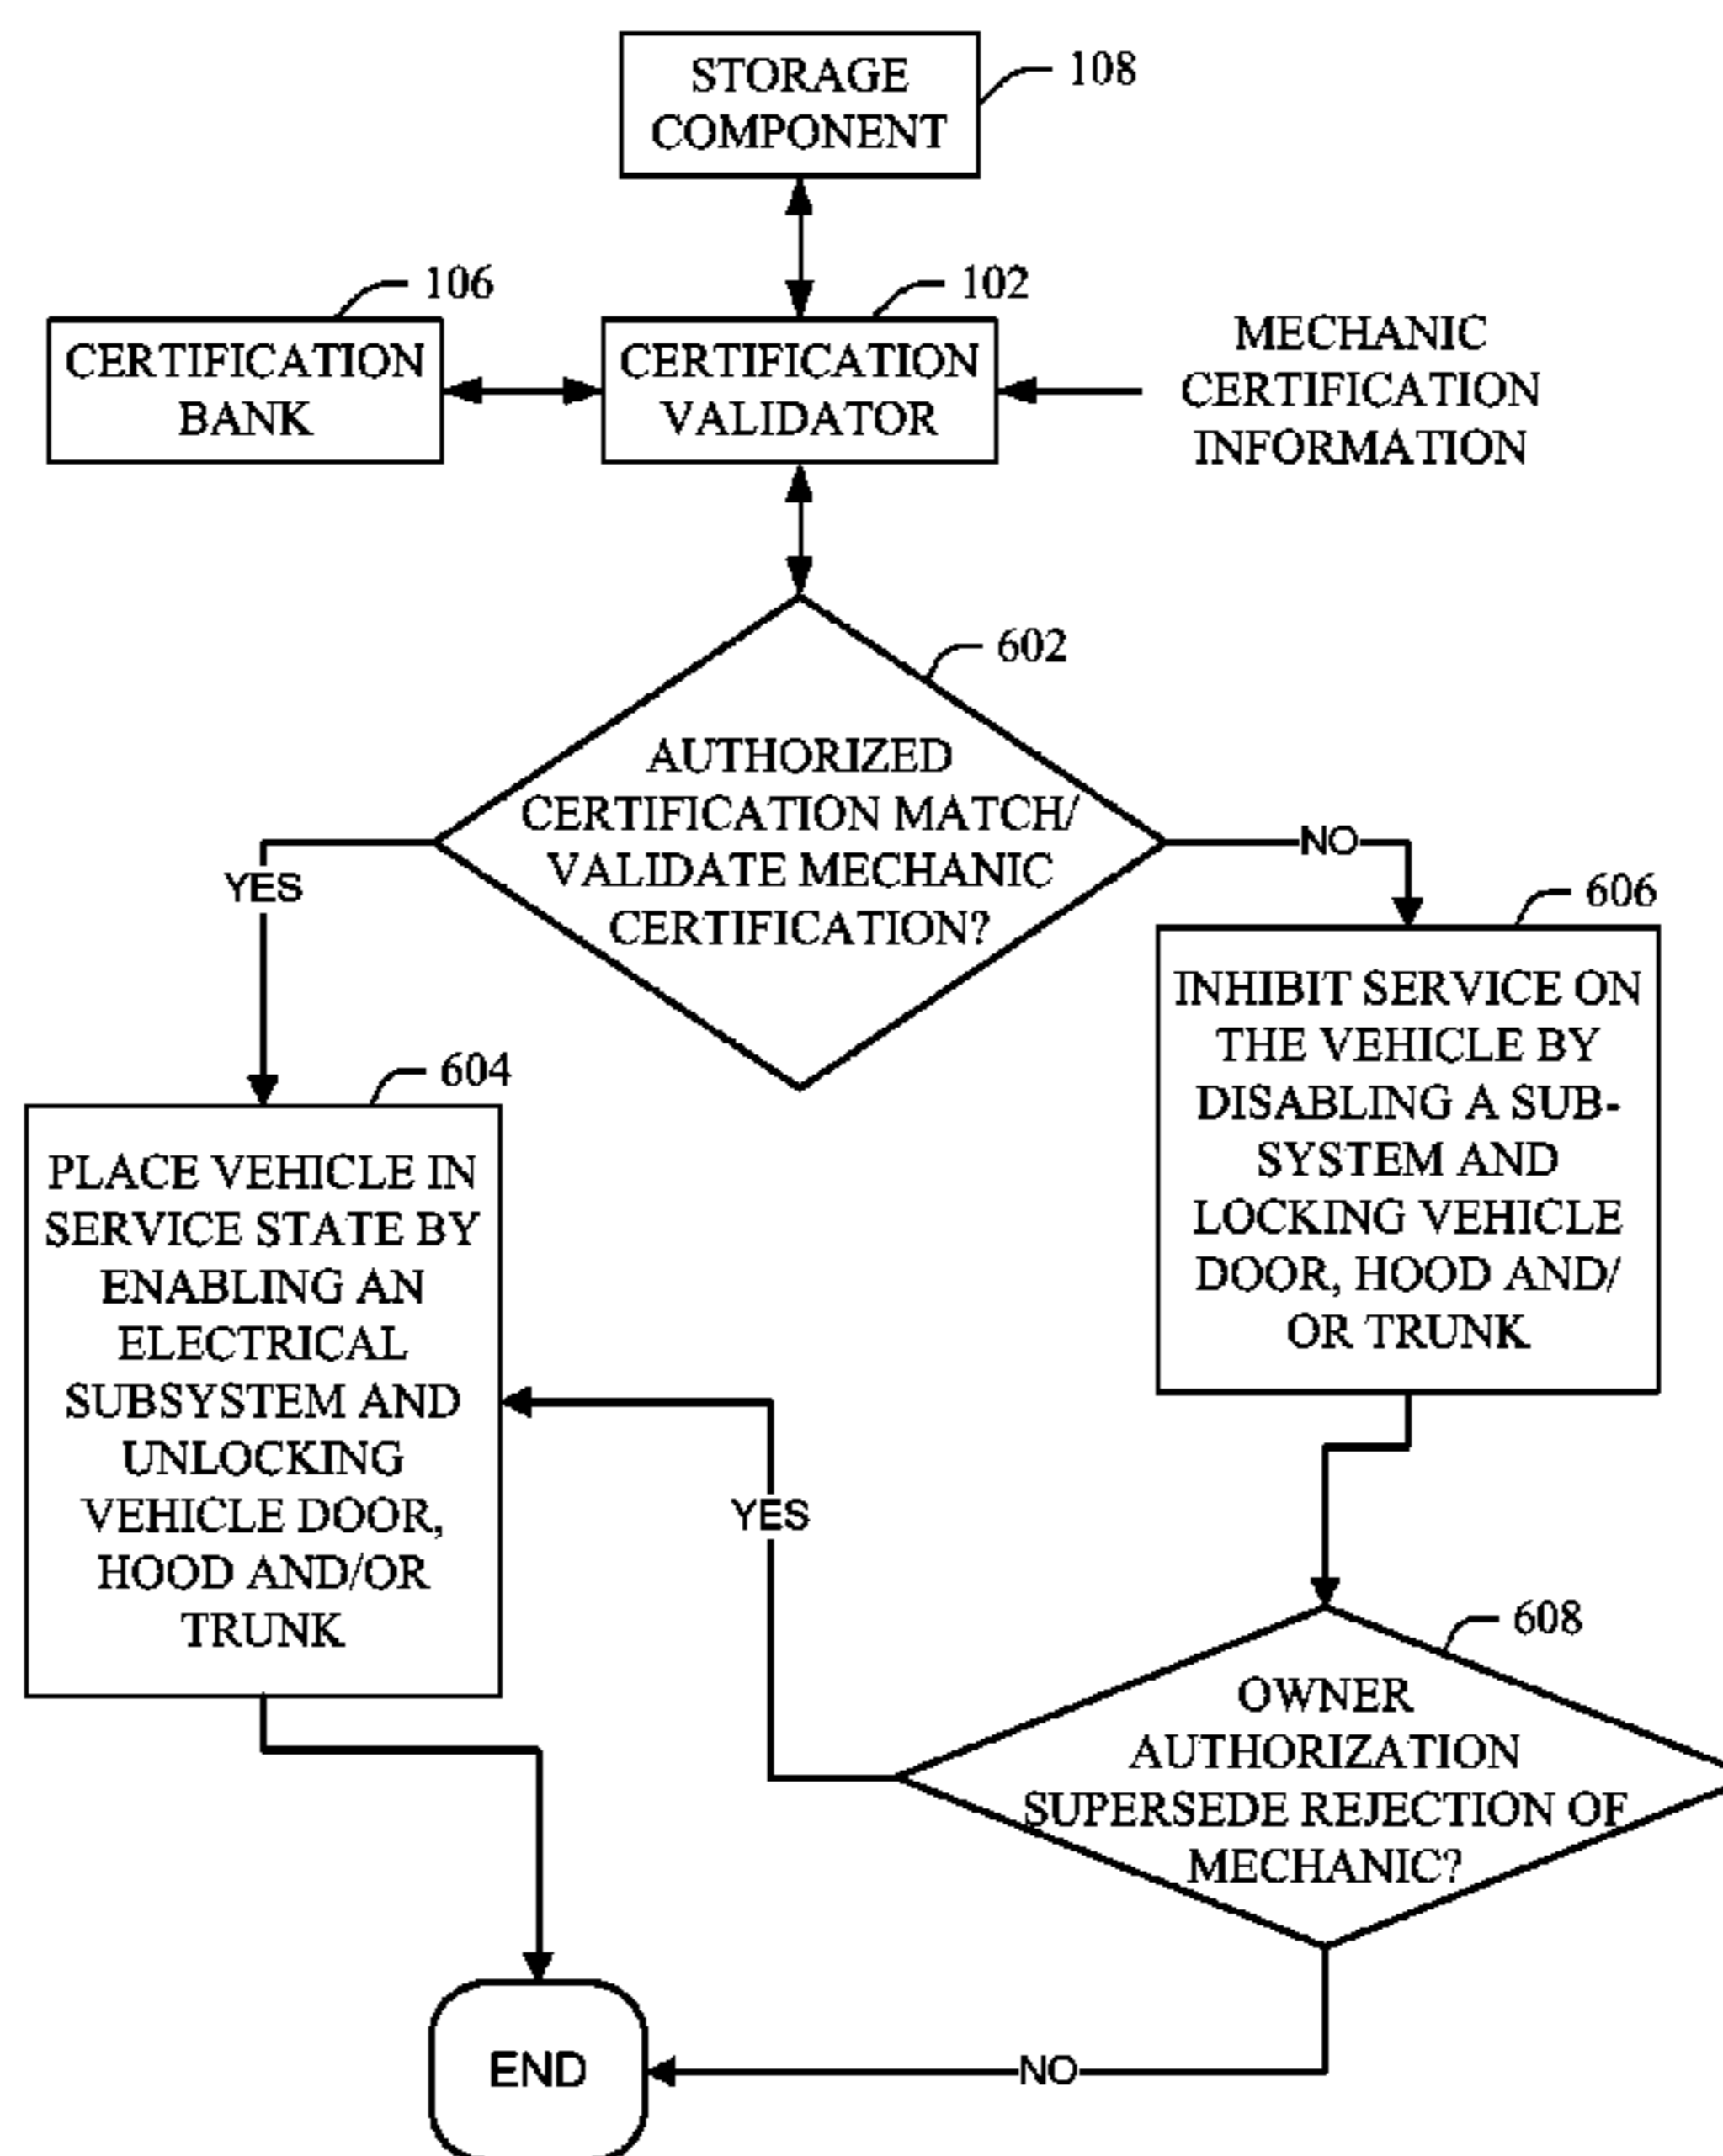 STORAGE
COMPONENT
108
106
102
CERTIFICATION
BANK
CERTIFICATION
VALIDATOR
MECHANIC
CERTIFICATION
INFORMATION
602
AUTHORIZED
CERTIFICATION MATCH/
VALIDATE MECHANIC
CERTIFICATION?
YES
NO
606
INHIBIT SERVICE ON
THE VEHICLE BY
DISABLING A SUB-
SYSTEM AND
LOCKING VEHICLE
DOOR, HOOD AND/
OR TRUNK
604
PLACE VEHICLE IN
SERVICE STATE BY
ENABLING AN
ELECTRICAL
SUBSYSTEM AND
UNLOCKING
VEHICLE DOOR,
HOOD AND/OR
TRUNK
YES
608
OWNER
AUTHORIZATION
SUPERSEDE REJECTION OF
MECHANIC?
END
NO